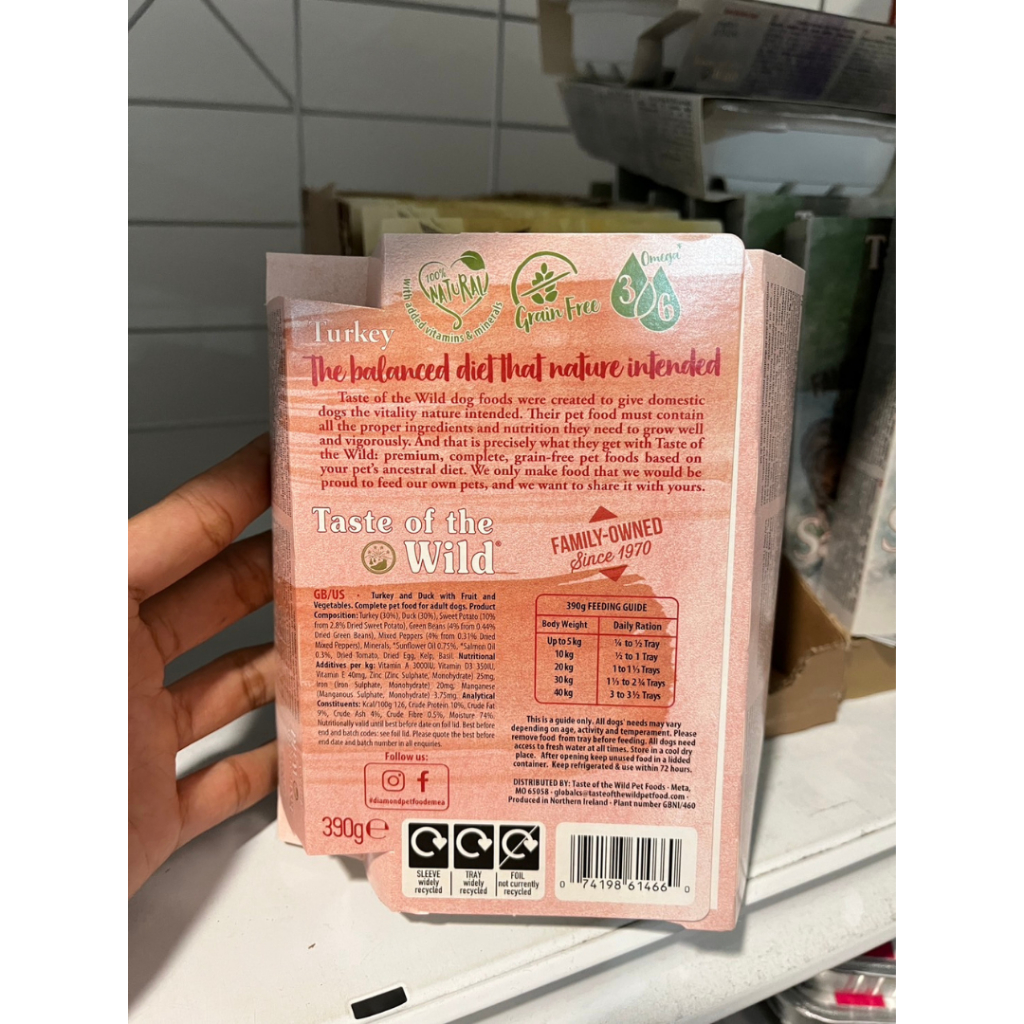 100%
NATURAL
with added vitamins & minerals
Grain Free
Omega
3 6
Turkey
The balanced diet that nature intended
Taste of the Wild dog foods were created to give domestic
dogs the vitality nature intended. Their pet food must contain
all the proper ingredients and nutrition they need to grow well
and vigorously. And that is precisely what they get with Taste of
the Wild: premium, complete, grain-free pet foods based on
your pet's ancestral diet. We only make food that we would be
proud to feed our own pets, and we want to share it with yours.
Taste of the
Wild®
FAMILY-OWNED
Since 1970
GB/US - Turkey and Duck with Fruit and
Vegetables. Complete pet food for adult dogs. Product
Composition: Turkey (30%), Duck (30%), Sweet Potato (10%
from 2.8% Dried Sweet Potato), Green Beans (4% from 0.44%
Dried Green Beans), Mixed Peppers (4% from 0.31% Dried
Mixed Peppers), Minerals, *Sunflower Oil 0.75%, *Salmon Oil
0.3%, Dried Tomato, Dried Egg, Kelp, Basil. Nutritional
Additives per kg: Vitamin A 3000IU, Vitamin D3 350IU,
Vitamin E 40mg, Zinc (Zinc Sulphate, Monohydrate) 25mg,
Iron (Iron Sulphate, Monohydrate) 20mg, Manganese
(Manganous Sulphate, Monohydrate) 3.75mg. Analytical
Constituents: Kcal/100g 126, Crude Protein 10%, Crude Fat
9%, Crude Ash 4%, Crude Fibre 0.5%, Moisture 74%.
Nutritionally valid until best before date on foil lid. Best before
end and batch codes: see foil lid. Please quote the best before
end date and batch number in all enquiries.
390g FEEDING GUIDE
Body Weight Daily Ration
Up to 5kg ¼ to ½ Tray
10 kg ½ to 1 Tray
20 kg 1 to 1½ Trays
30 kg 1½ to 2¼ Trays
40 kg 3 to 3½ Trays
This is a guide only. All dogs' needs may vary
depending on age, activity and temperament. Please
remove food from tray before feeding. All dogs need
access to fresh water at all times. Store in a cool dry
place. After opening keep unused food in a lidded
container. Keep refrigerated & use within 72 hours.
DISTRIBUTED BY: Taste of the Wild Pet Foods - Meta,
MO 65058 - globalcs@tasteofthewildpetfood.com -
Produced in Northern Ireland - Plant number GBNI/460
Follow us:
#diamondpetfoodemea
390g ℮
SLEEVE
widely
recycled
TRAY
widely
recycled
FOIL
not currently
recycled
0 74198 61466 0